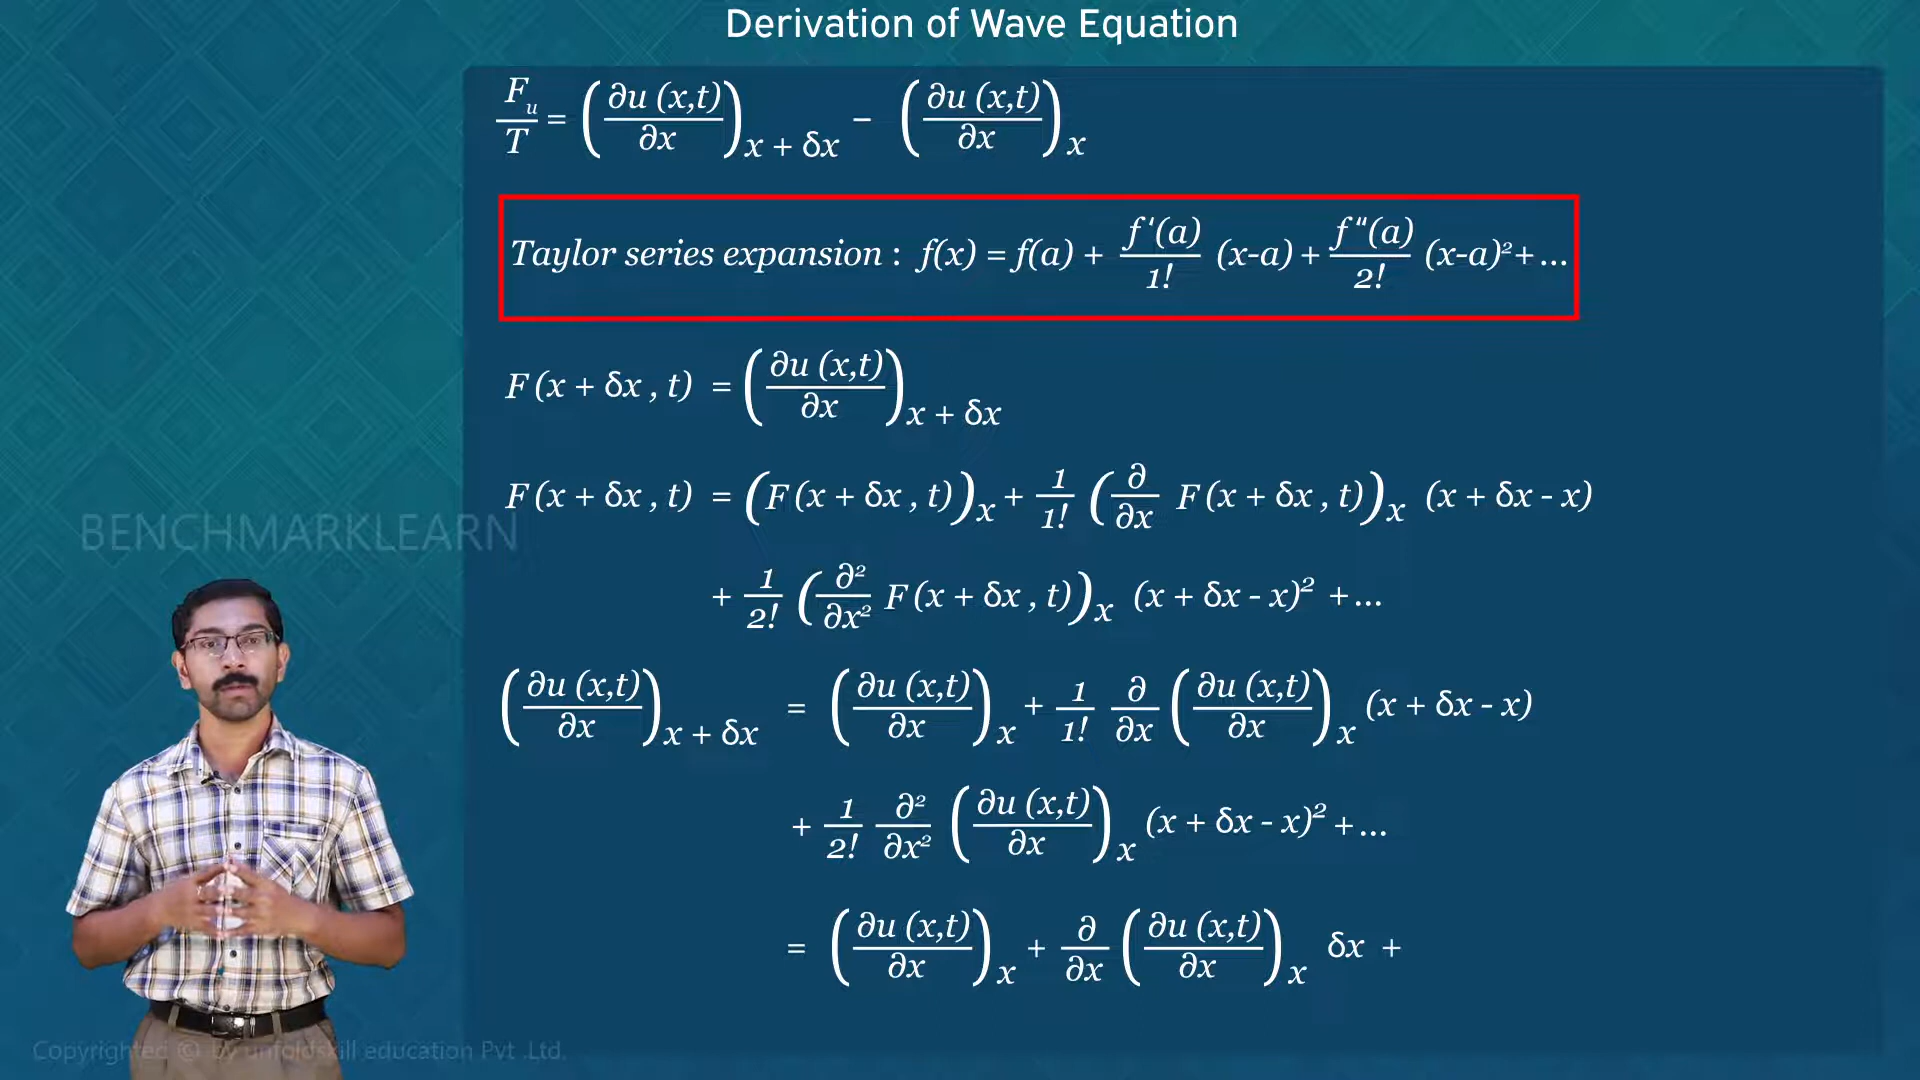 Derivation of Wave Equation
F_u/T = (∂u (x,t)/∂x)_x + δx − (∂u (x,t)/∂x)_x
Taylor series expansion : f(x) = f(a) + f'(a)/1! (x-a) + f"(a)/2! (x-a)² + ...
F (x + δx , t) = (∂u (x,t)/∂x)_x + δx
F (x + δx , t) = (F (x + δx , t))_x + 1/1! (∂/∂x F (x + δx , t))_x (x + δx - x)
BENCHMARKLEARN
+ 1/2! (∂²/∂x² F (x + δx , t))_x (x + δx - x)² + ...
(∂u (x,t)/∂x)_x + δx = (∂u (x,t)/∂x)_x + 1/1! ∂/∂x (∂u (x,t)/∂x)_x (x + δx - x)
+ 1/2! ∂²/∂x² (∂u (x,t)/∂x)_x (x + δx - x)² + ...
= (∂u (x,t)/∂x)_x + ∂/∂x (∂u (x,t)/∂x)_x δx +
Copyrighted © by unfoldskill education Pvt .Ltd.